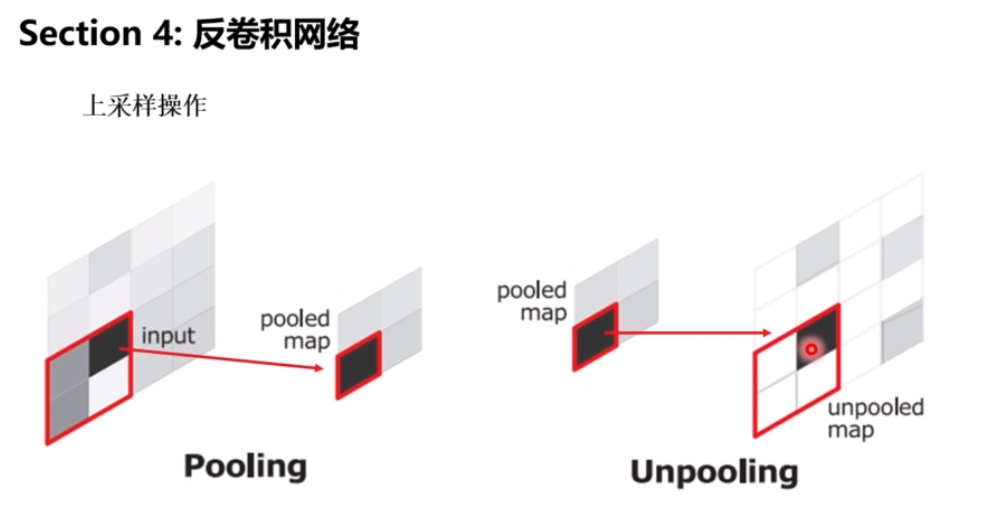 Section 4: 反卷积网络
上采样操作
input
pooled
map
Pooling
pooled
map
unpooled
map
Unpooling